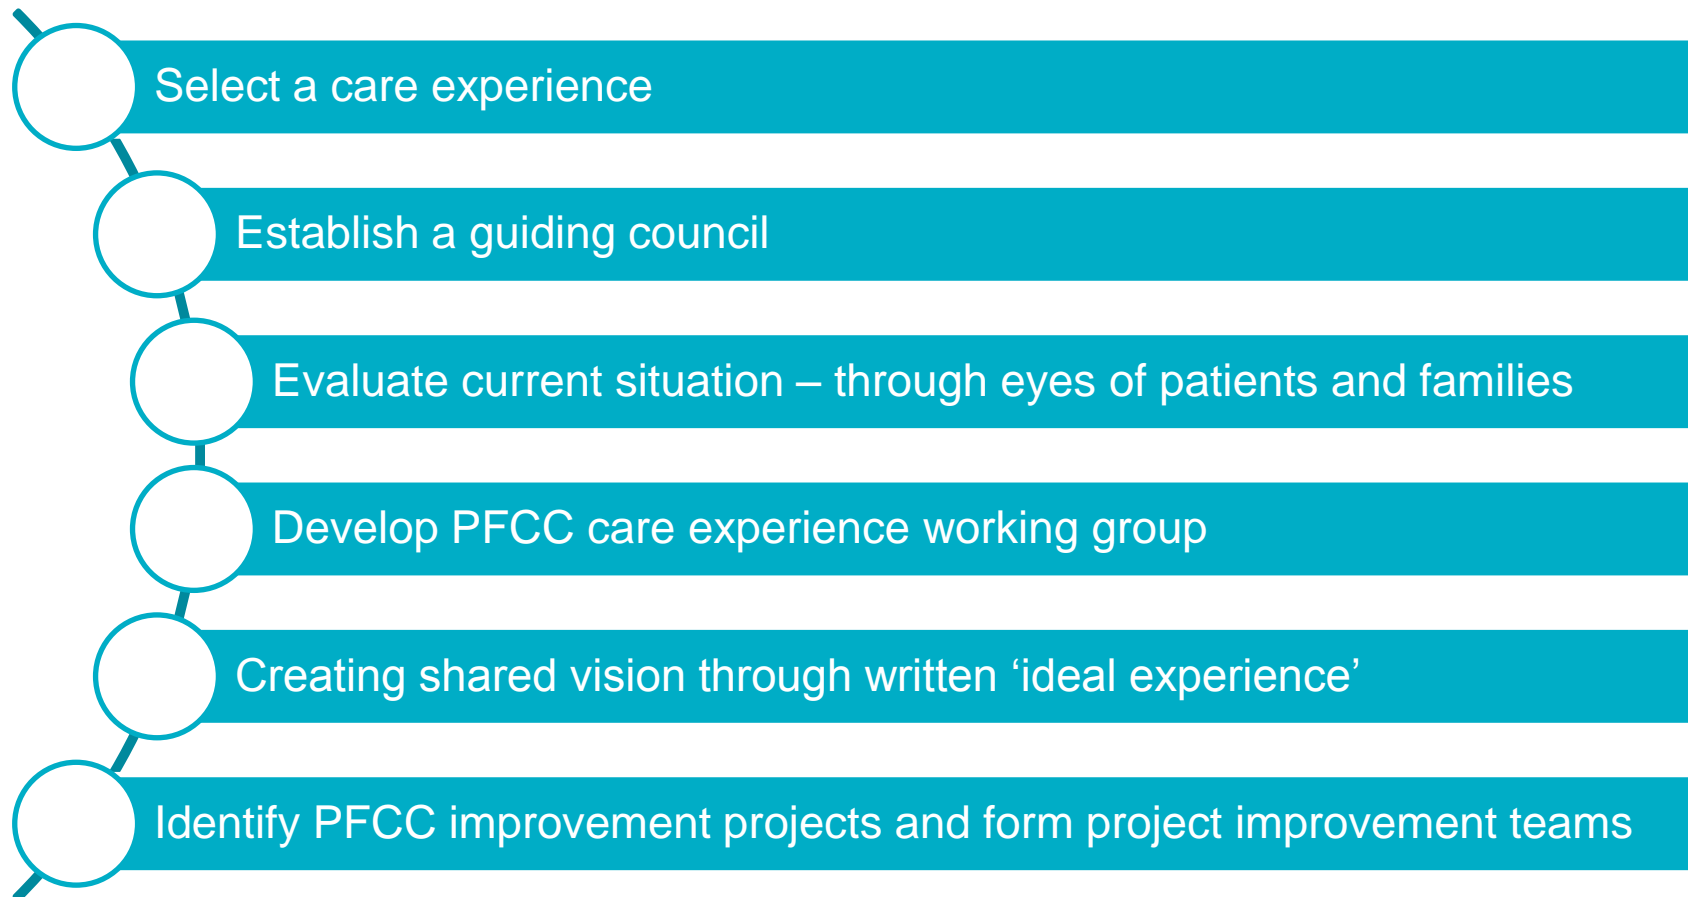 Select a care experience
Establish a guiding council
Evaluate current situation – through eyes of patients and families
Develop PFCC care experience working group
Creating shared vision through written ‘ideal experience’
Identify PFCC improvement projects and form project improvement teams